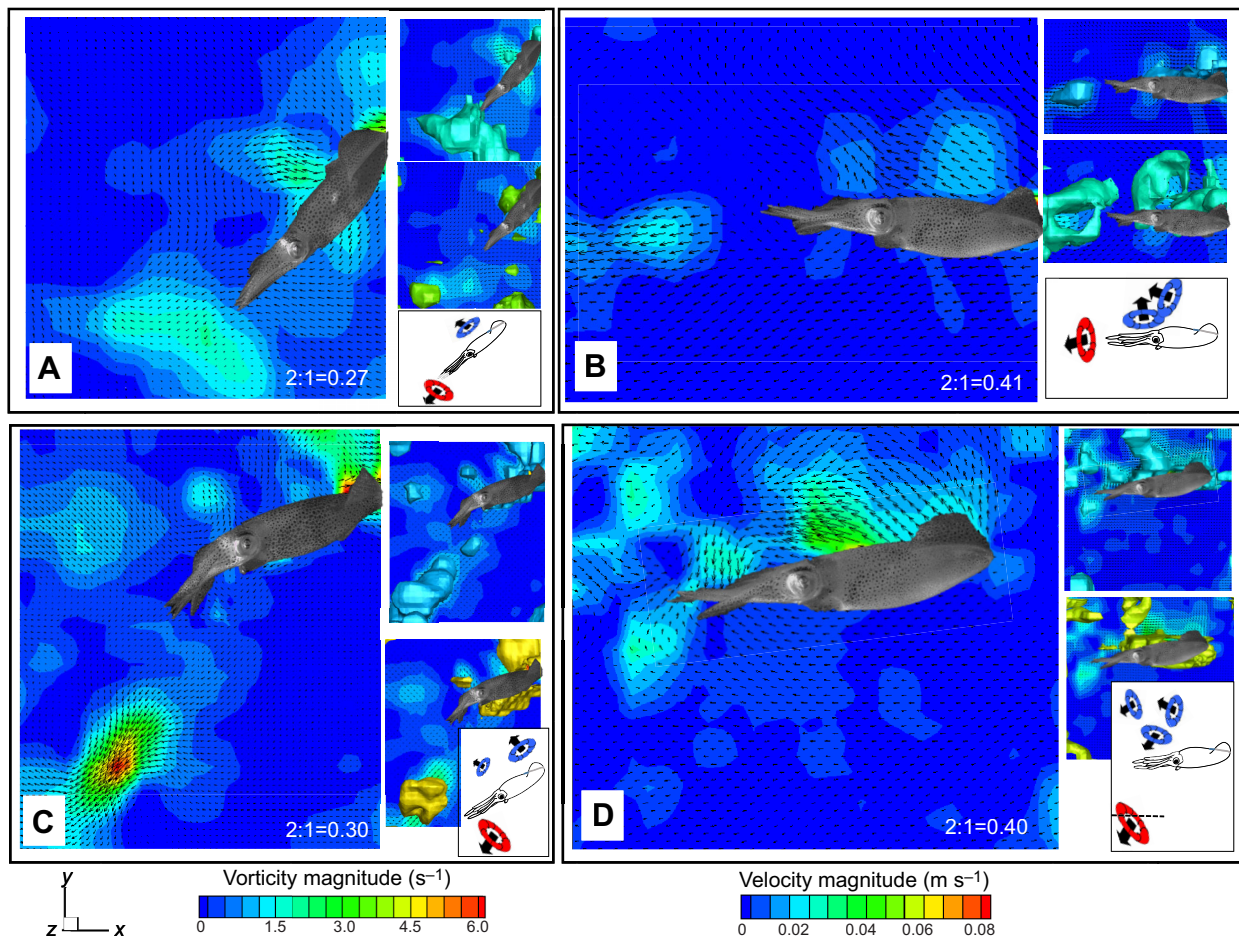 A
2:1=0.27
B
2:1=0.41
C
2:1=0.30
D
2:1=0.40
y
z x
Vorticity magnitude (s⁻¹)
0 1.5 3.0 4.5 6.0
Velocity magnitude (m s⁻¹)
0 0.02 0.04 0.06 0.08